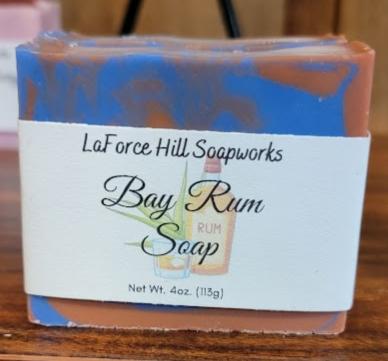 LaForce Hill Soapworks
Bay Rum
RUM
Soap
Net Wt. 4oz. (113g)